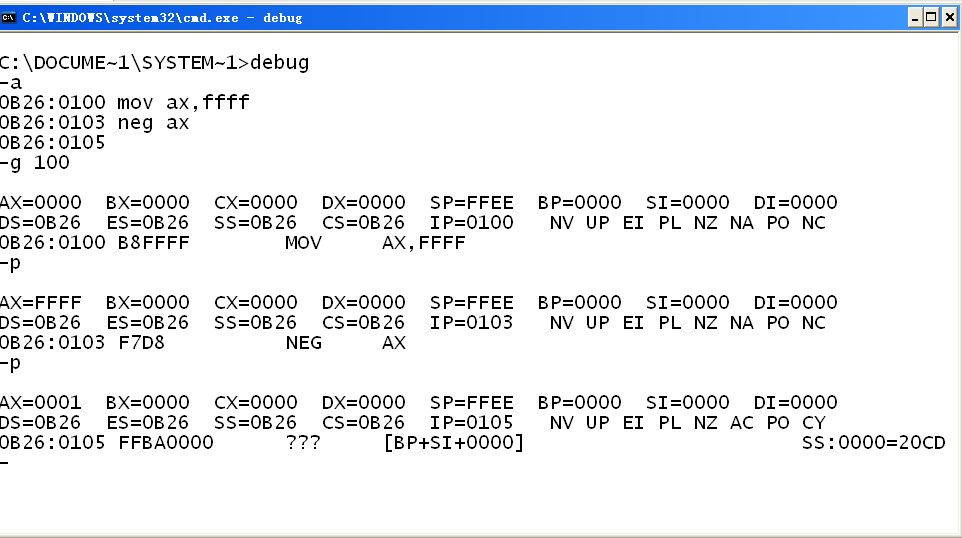 C:\WINDOWS\system32\cmd.exe - debug
C:\DOCUME~1\SYSTEM~1>debug
-a
0B26:0100 mov ax,ffff
0B26:0103 neg ax
0B26:0105
-g 100
AX=0000  BX=0000  CX=0000  DX=0000  SP=FFEE  BP=0000  SI=0000  DI=0000
DS=0B26  ES=0B26  SS=0B26  CS=0B26  IP=0100   NV UP EI PL NZ NA PO NC
0B26:0100 B8FFFF        MOV     AX,FFFF
-p
AX=FFFF  BX=0000  CX=0000  DX=0000  SP=FFEE  BP=0000  SI=0000  DI=0000
DS=0B26  ES=0B26  SS=0B26  CS=0B26  IP=0103   NV UP EI PL NZ NA PO NC
0B26:0103 F7D8          NEG     AX
-p
AX=0001  BX=0000  CX=0000  DX=0000  SP=FFEE  BP=0000  SI=0000  DI=0000
DS=0B26  ES=0B26  SS=0B26  CS=0B26  IP=0105   NV UP EI PL NZ AC PO CY
0B26:0105 FFBA0000      ???     [BP+SI+0000]                       SS:0000=20CD
-